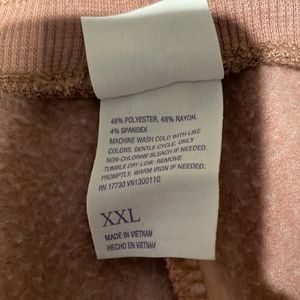 48% POLYESTER, 48% RAYON,
4% SPANDEX
MACHINE WASH COLD WITH LIKE
COLORS, GENTLE CYCLE. ONLY
NON-CHLORINE BLEACH IF NEEDED.
TUMBLE DRY LOW. REMOVE
PROMPTLY. WARM IRON IF NEEDED.
RN 17730 VN1300110
XXL
MADE IN VIETNAM
HECHO EN VIETNAM